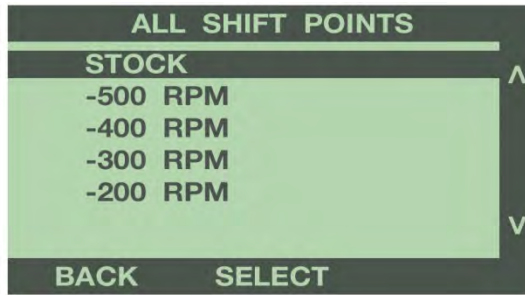 ALL SHIFT POINTS
STOCK
-500 RPM
-400 RPM
-300 RPM
-200 RPM
BACK SELECT